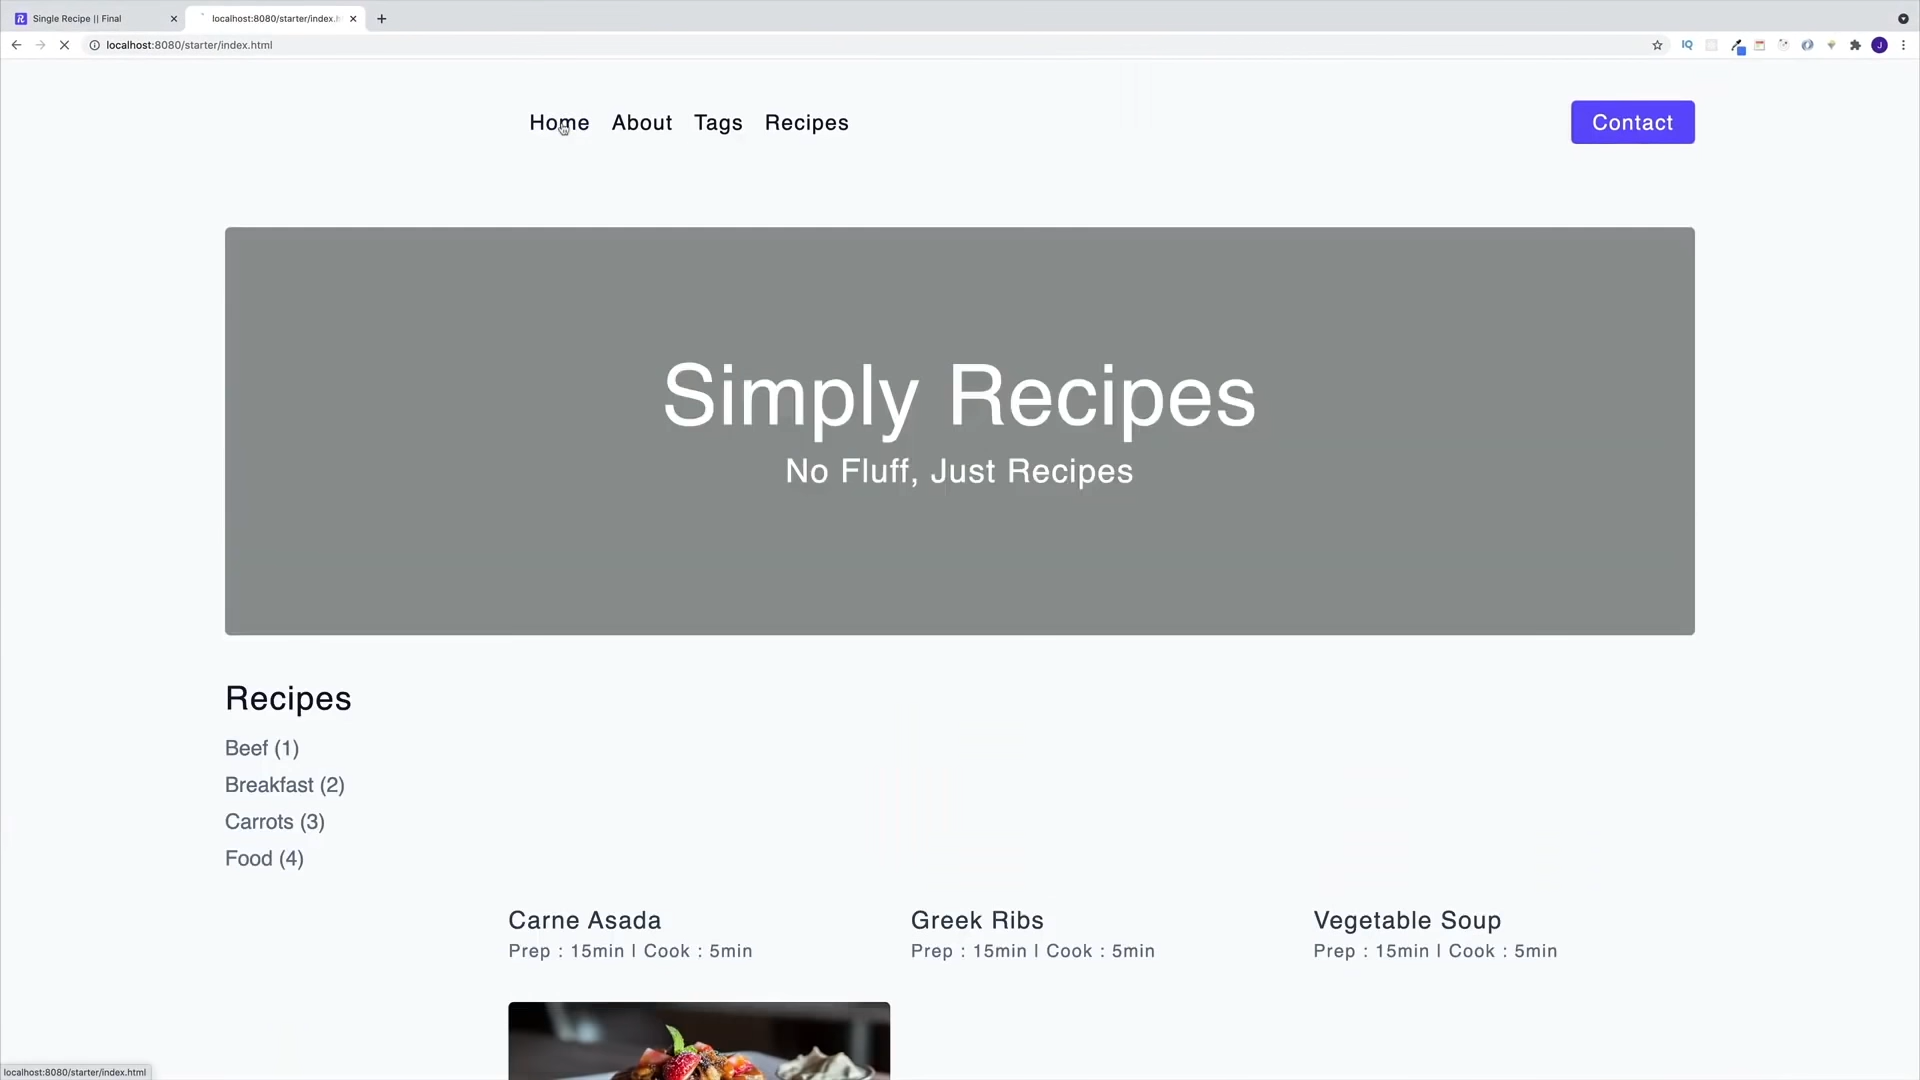 Single Recipe || Final
localhost:8080/starter/index.h
localhost:8080/starter/index.html
IQ
J
Home About Tags Recipes
Contact
Simply Recipes
No Fluff, Just Recipes
Recipes
Beef (1)
Breakfast (2)
Carrots (3)
Food (4)
Carne Asada
Prep : 15min | Cook : 5min
Greek Ribs
Prep : 15min | Cook : 5min
Vegetable Soup
Prep : 15min | Cook : 5min
localhost:8080/starter/index.html